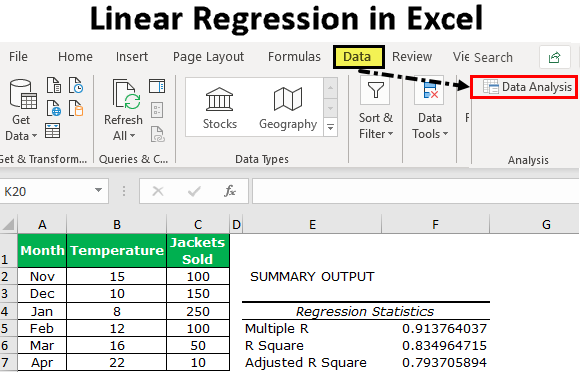 Linear Regression in Excel
File Home Insert Page Layout Formulas Data Review Vie Search
Get Data
Refresh All
Stocks Geography
Sort & Filter
Data Tools
F
Data Analysis
Get & Transform... Queries & C... Data Types Analysis
K20 fx
A B C D E F G
1 Month Temperature Jackets Sold
2 Nov 15 100 SUMMARY OUTPUT
3 Dec 10 150
4 Jan 8 250 Regression Statistics
5 Feb 12 100 Multiple R 0.913764037
6 Mar 16 50 R Square 0.834964715
7 Apr 22 10 Adjusted R Square 0.793705894